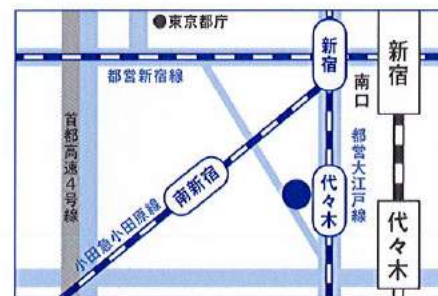 ●東京都庁
新宿
新宿
都営新宿線
南口
首都高速4号線
都営大江戸線
南新宿
代々木
代々木
小田急小田原線